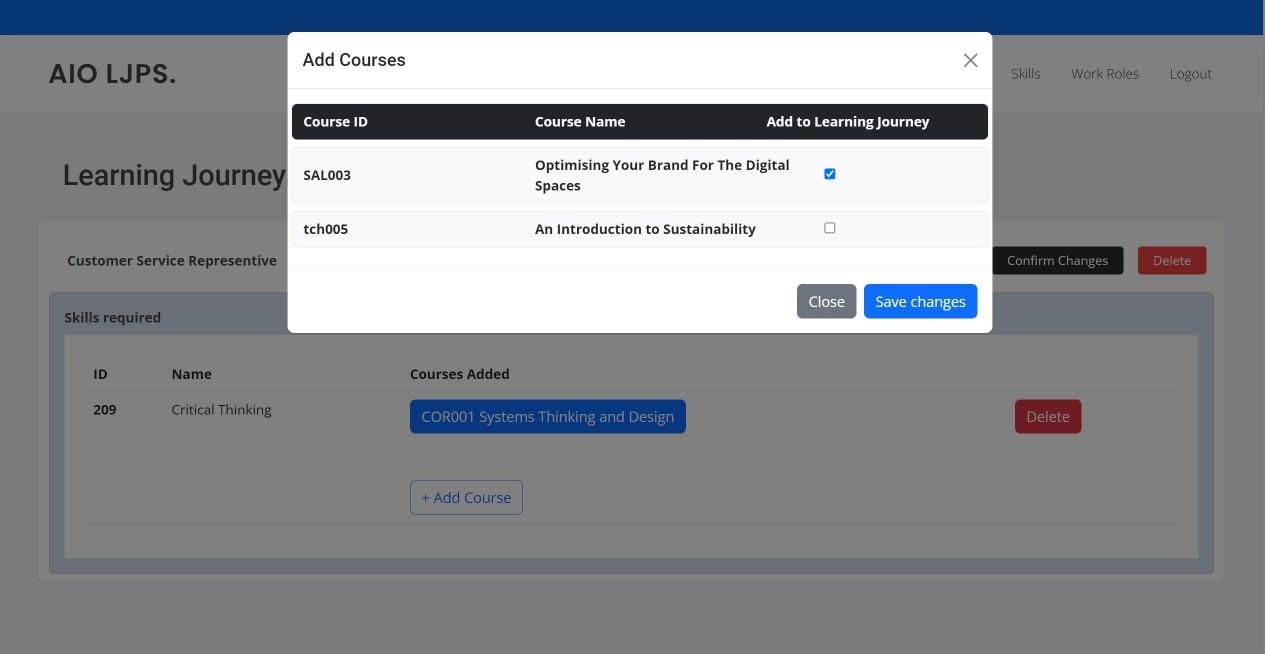 Add Courses
AIO LJPS.
Skills Work Roles Logout
Course ID Course Name Add to Learning Journey
SAL003 Optimising Your Brand For The Digital
Spaces
Learning Journey
tch005 An Introduction to Sustainability
Customer Service Representive Confirm Changes Delete
Close Save changes
Skills required
ID Name Courses Added
209 Critical Thinking COR001 Systems Thinking and Design Delete
+ Add Course